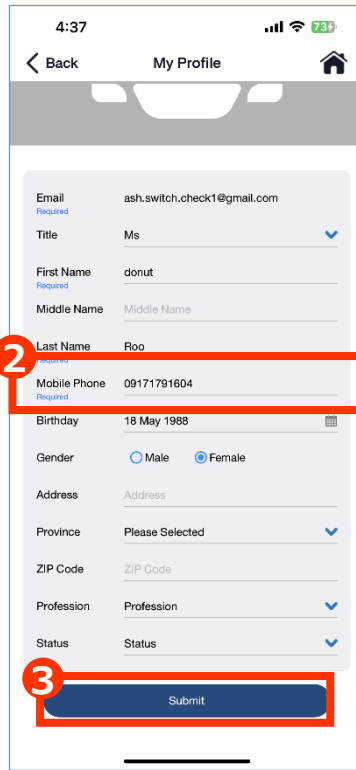 4:37
73
Back My Profile
Email ash.switch.check1@gmail.com
Required
Title Ms
First Name donut
Required
Middle Name Middle Name
Last Name Roo
2
Required
Mobile Phone 09171791604
Required
Birthday 18 May 1988
Gender Male Female
Address Address
Province Please Selected
ZIP Code ZIP Code
Profession Profession
Status Status
3
Submit